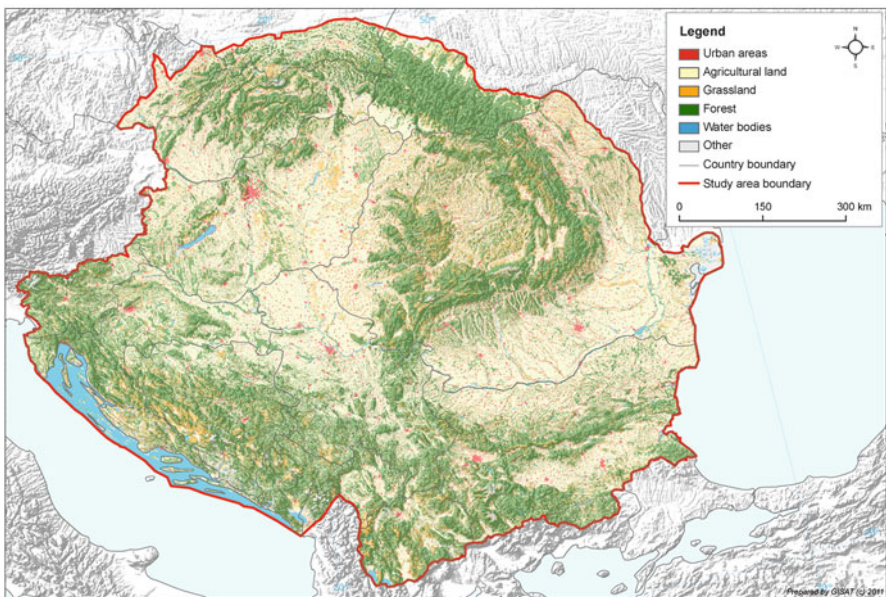 Legend
Urban areas
Agricultural land
Grassland
Forest
Water bodies
Other
Country boundary
Study area boundary
N
W E
S
0 150 300 km
Prepared by GISAT (c) 2011